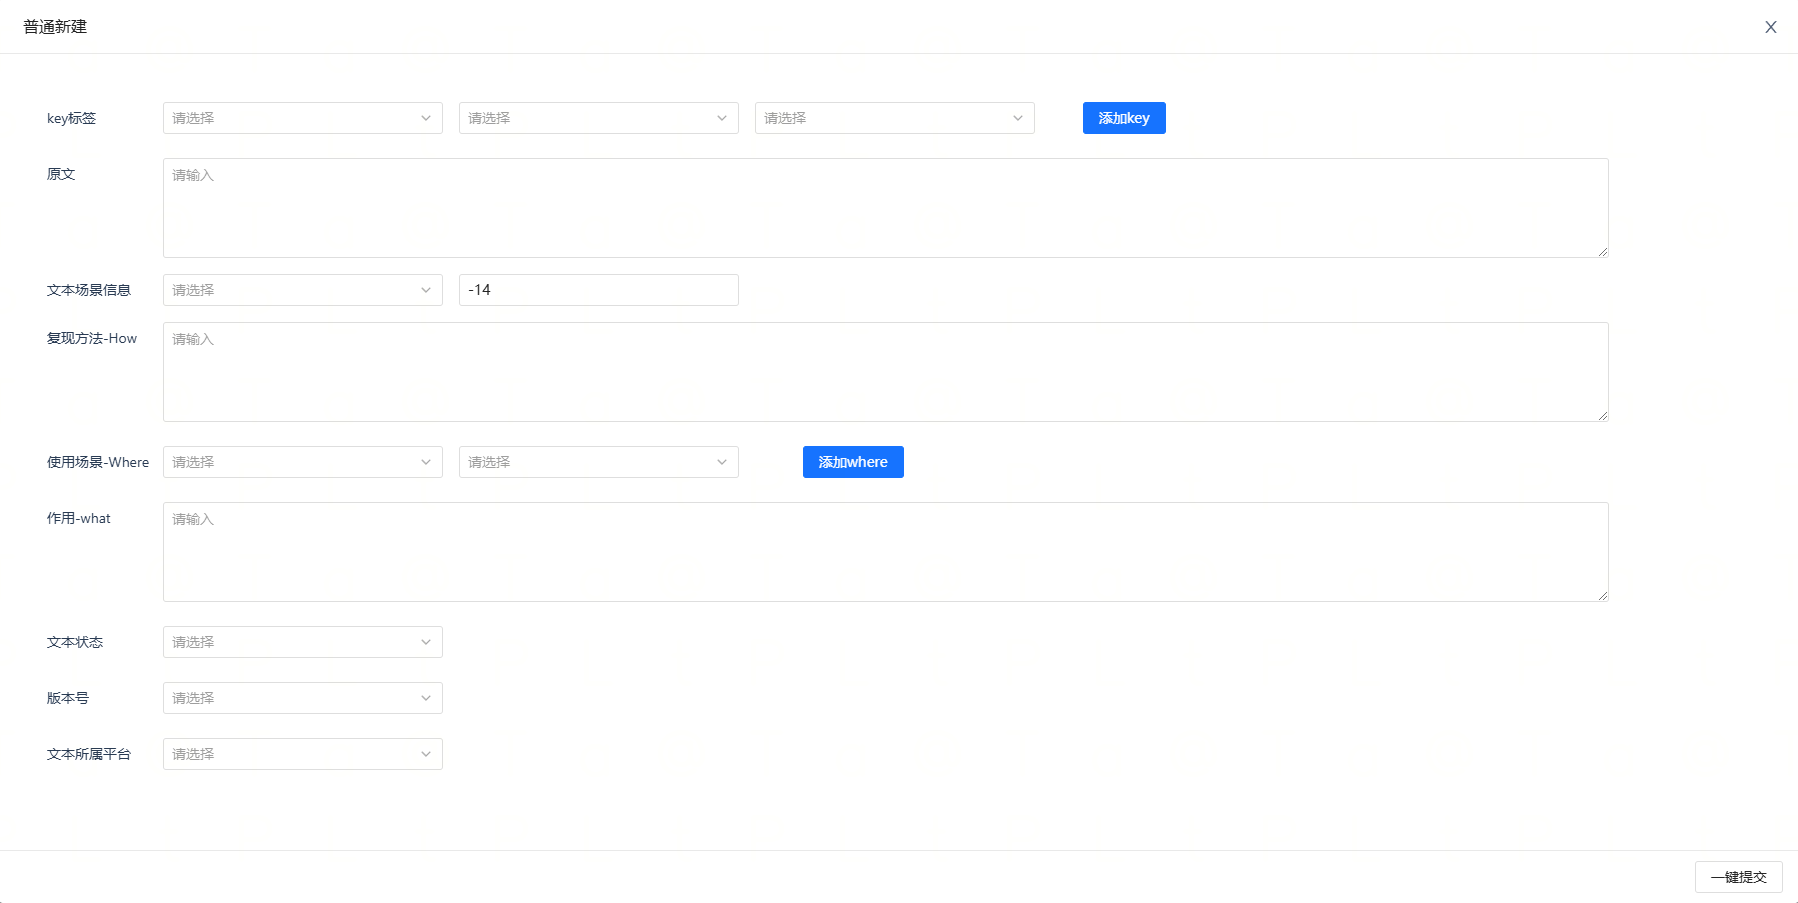 普通新建
key标签 请选择 请选择 请选择 添加key
原文 请输入
文本场景信息 请选择 -14
复现方法-How 请输入
使用场景-Where 请选择 请选择 添加where
作用-what 请输入
文本状态 请选择
版本号 请选择
文本所属平台 请选择
一键提交